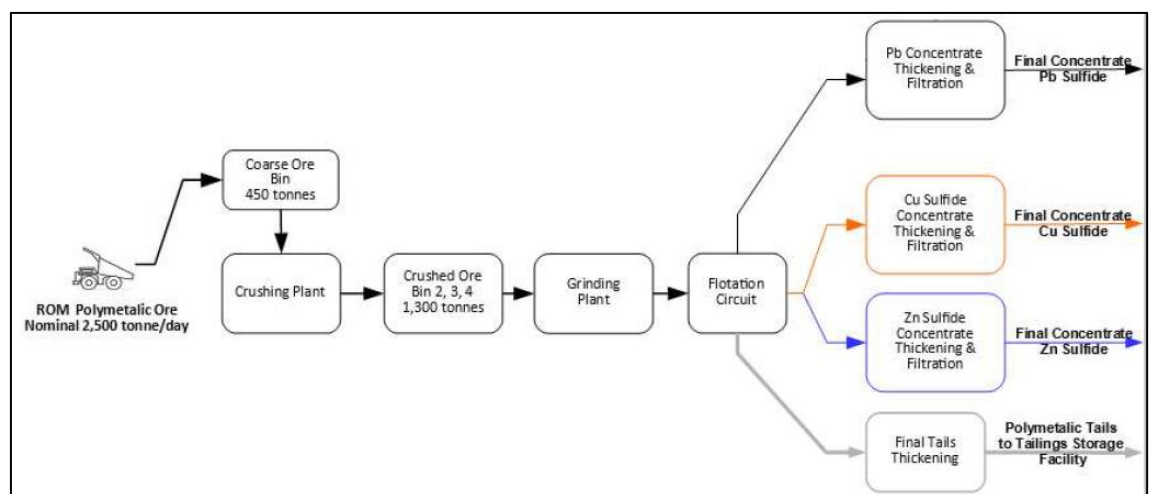 Coarse Ore
Bin
450 tonnes
ROM Polymetalic Ore
Nominal 2,500 tonne/day
Crushing Plant
Crushed Ore
Bin 2, 3, 4
1,300 tonnes
Grinding
Plant
Flotation
Circuit
Pb Concentrate
Thickening &
Filtration
Final Concentrate
Pb Sulfide
Cu Sulfide
Concentrate
Thickening &
Filtration
Final Concentrate
Cu Sulfide
Zn Sulfide
Concentrate
Thickening &
Filtration
Final Concentrate
Zn Sulfide
Final Tails
Thickening
Polymetalic Tails
to Tailings Storage
Facility